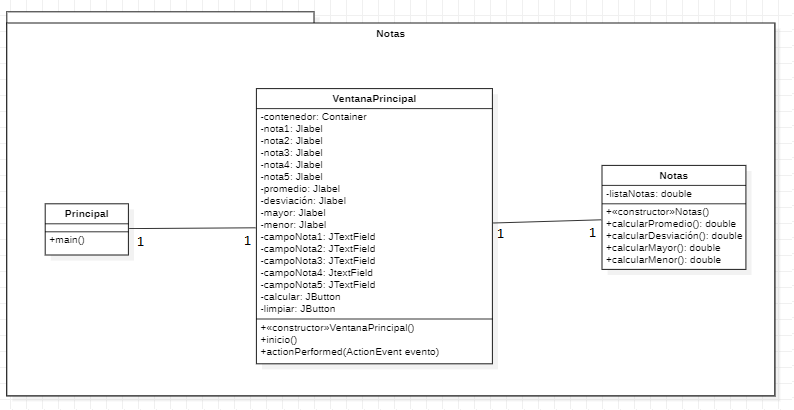 Notas
VentanaPrincipal
-contenedor: Container
-nota1: Jlabel
-nota2: Jlabel
-nota3: Jlabel
-nota4: Jlabel
-nota5: Jlabel
-promedio: Jlabel
-desviación: Jlabel
-mayor: Jlabel
-menor: Jlabel
-campoNota1: JTextField
-campoNota2: JTextField
-campoNota3: JTextField
-campoNota4: JtextField
-campoNota5: JTextField
-calcular: JButton
-limpiar: JButton
+«constructor»VentanaPrincipal()
+inicio()
+actionPerformed(ActionEvent evento)
Principal
+main()
1
1
Notas
-listaNotas: double
+«constructor»Notas()
+calcularPromedio(): double
+calcularDesviación(): double
+calcularMayor(): double
+calcularMenor(): double
1
1